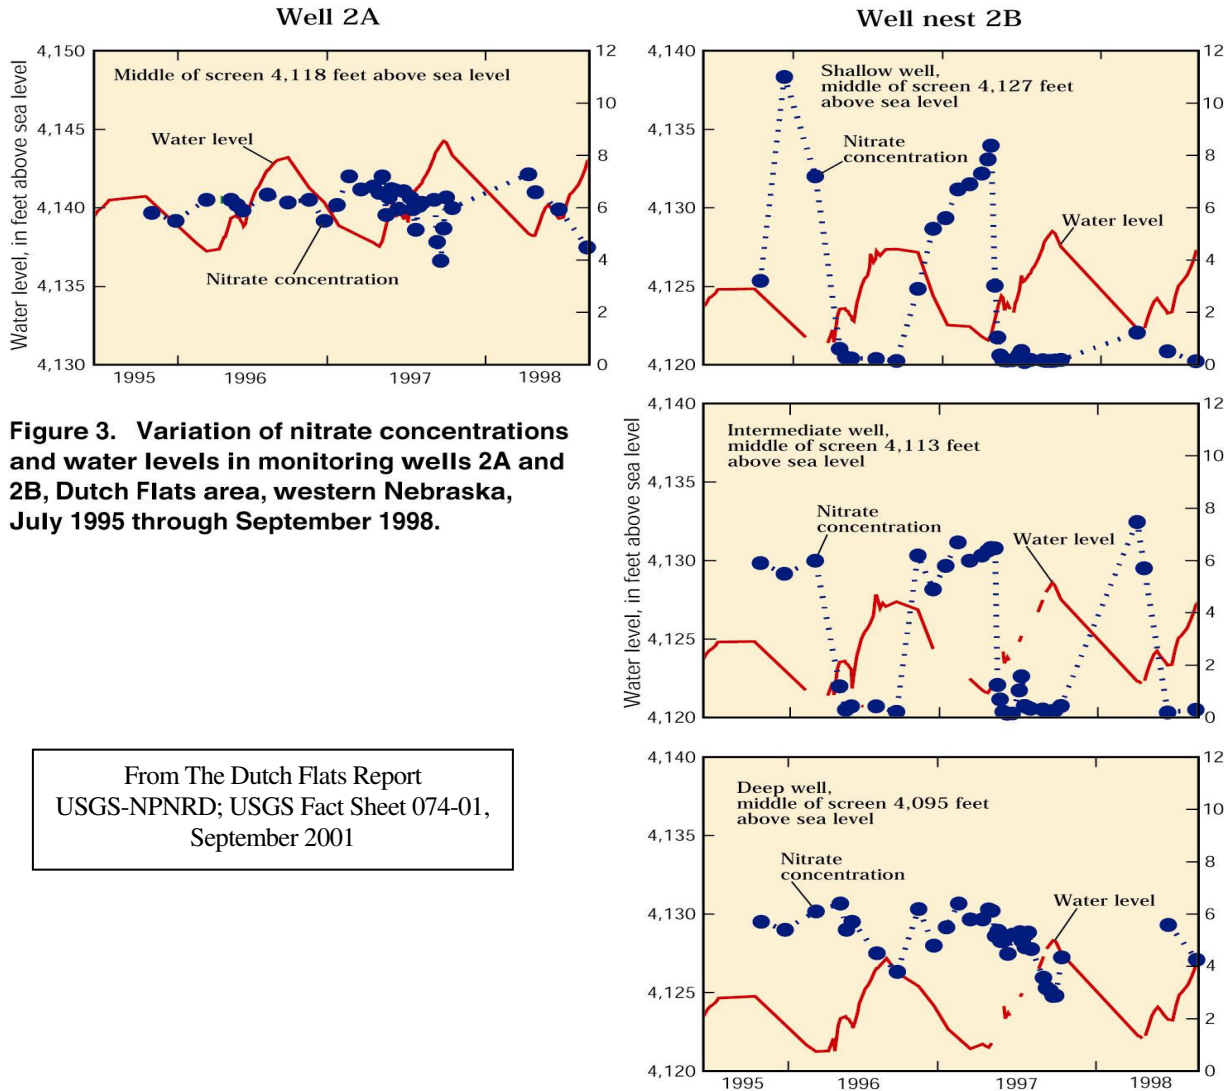 Well 2A
Water level, in feet above sea level
4,150
4,145
4,140
4,135
4,130
12
10
8
6
4
2
0
Middle of screen 4,118 feet above sea level
Water level
Nitrate concentration
1995
1996
1997
1998
Figure 3. Variation of nitrate concentrations
and water levels in monitoring wells 2A and
2B, Dutch Flats area, western Nebraska,
July 1995 through September 1998.
From The Dutch Flats Report
USGS-NPNRD; USGS Fact Sheet 074-01,
September 2001
Well nest 2B
4,140
4,135
4,130
4,125
4,120
12
10
8
6
4
2
0
Shallow well,
middle of screen 4,127 feet
above sea level
Nitrate
concentration
Water level
Water level, in feet above sea level
4,140
4,135
4,130
4,125
4,120
12
10
8
6
4
2
0
Intermediate well,
middle of screen 4,113 feet
above sea level
Nitrate
concentration
Water level
4,140
4,135
4,130
4,125
4,120
12
10
8
6
4
2
0
Deep well,
middle of screen 4,095 feet
above sea level
Nitrate
concentration
Water level
1995
1996
1997
1998